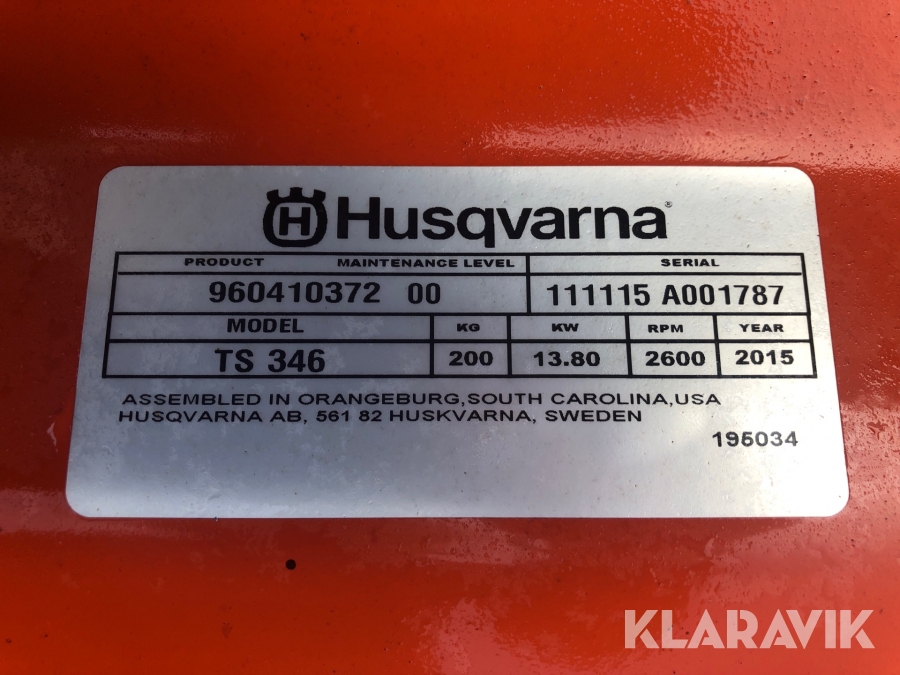 Husqvarna®
PRODUCT MAINTENANCE LEVEL SERIAL
960410372 00 111115 A001787
MODEL KG KW RPM YEAR
TS 346 200 13.80 2600 2015
ASSEMBLED IN ORANGEBURG,SOUTH CAROLINA,USA
HUSQVARNA AB, 561 82 HUSKVARNA, SWEDEN
195034
KLARAVIK